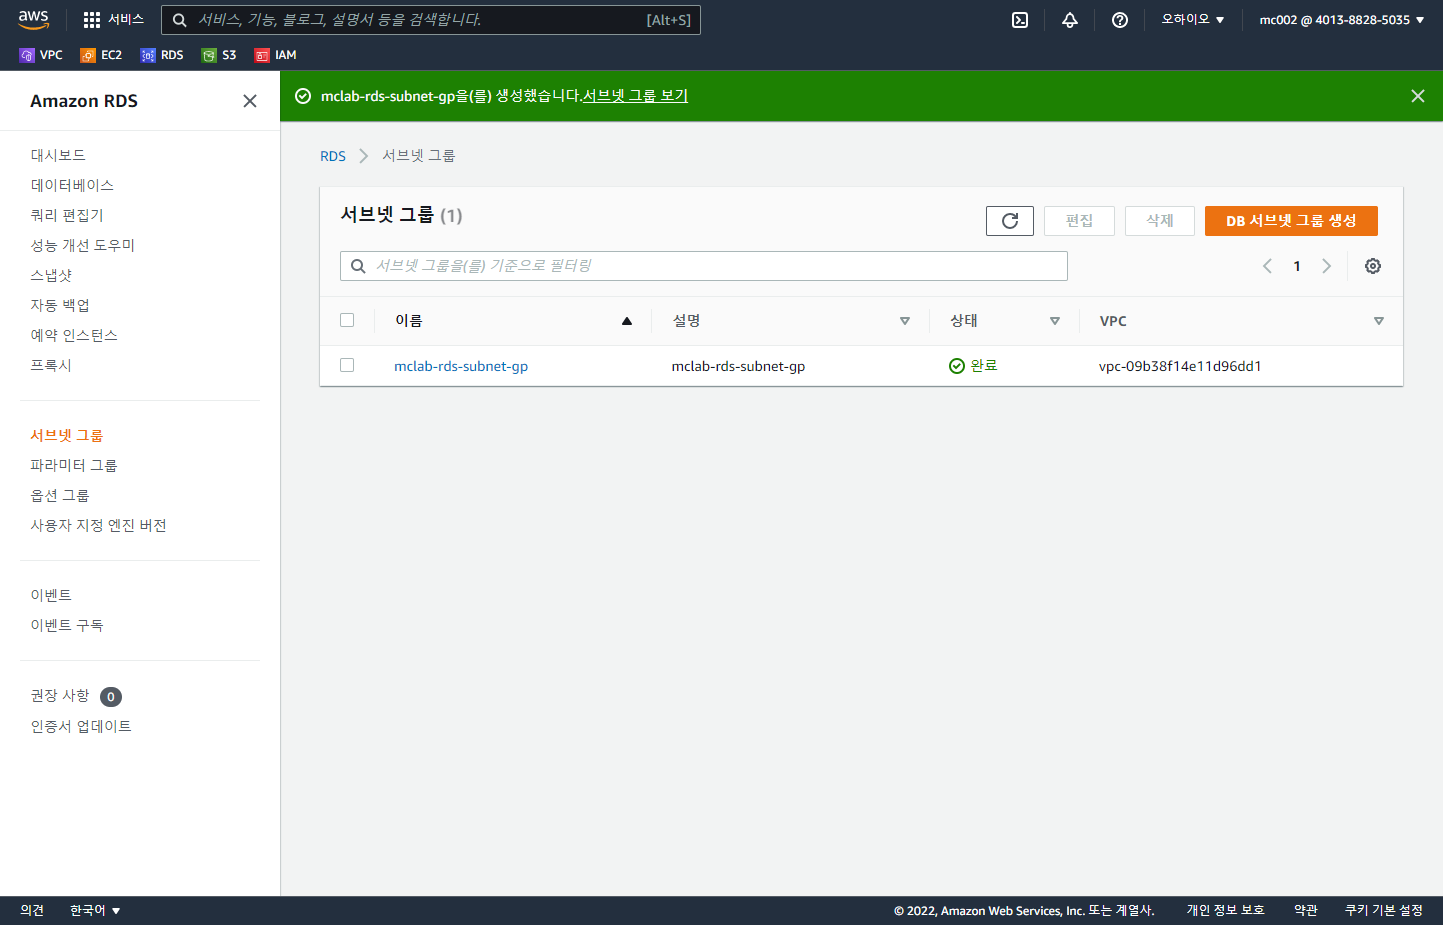 aws 서비스 서비스, 기능, 블로그, 설명서 등을 검색합니다. [Alt+S] 오하이오 mc002 @ 4013-8828-5035
VPC EC2 RDS S3 IAM
Amazon RDS
대시보드
데이터베이스
쿼리 편집기
성능 개선 도우미
스냅샷
자동 백업
예약 인스턴스
프록시
서브넷 그룹
파라미터 그룹
옵션 그룹
사용자 지정 엔진 버전
이벤트
이벤트 구독
권장 사항 0
인증서 업데이트
mclab-rds-subnet-gp을(를) 생성했습니다.서브넷 그룹 보기
RDS 서브넷 그룹
서브넷 그룹 (1)
편집 삭제 DB 서브넷 그룹 생성
서브넷 그룹을(를) 기준으로 필터링 1
이름 설명 상태 VPC
mclab-rds-subnet-gp mclab-rds-subnet-gp 완료 vpc-09b38f14e11d96dd1
의견 한국어 © 2022, Amazon Web Services, Inc. 또는 계열사. 개인 정보 보호 약관 쿠키 기본 설정